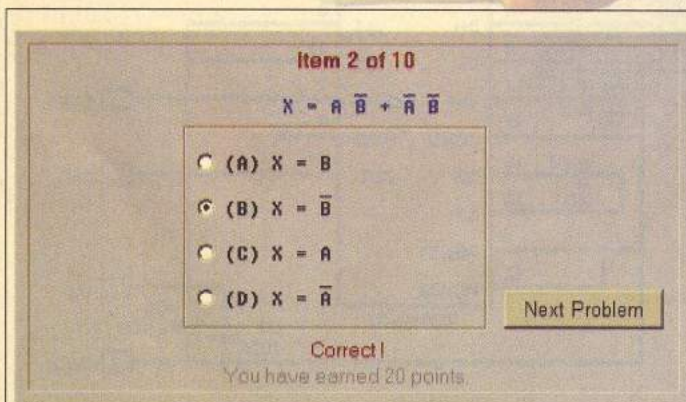 Item 2 of 10
X = A B̅ + A̅ B̅
(A) X = B
(B) X = B̅
(C) X = A
(D) X = A̅
Next Problem
Correct!
You have earned 20 points.